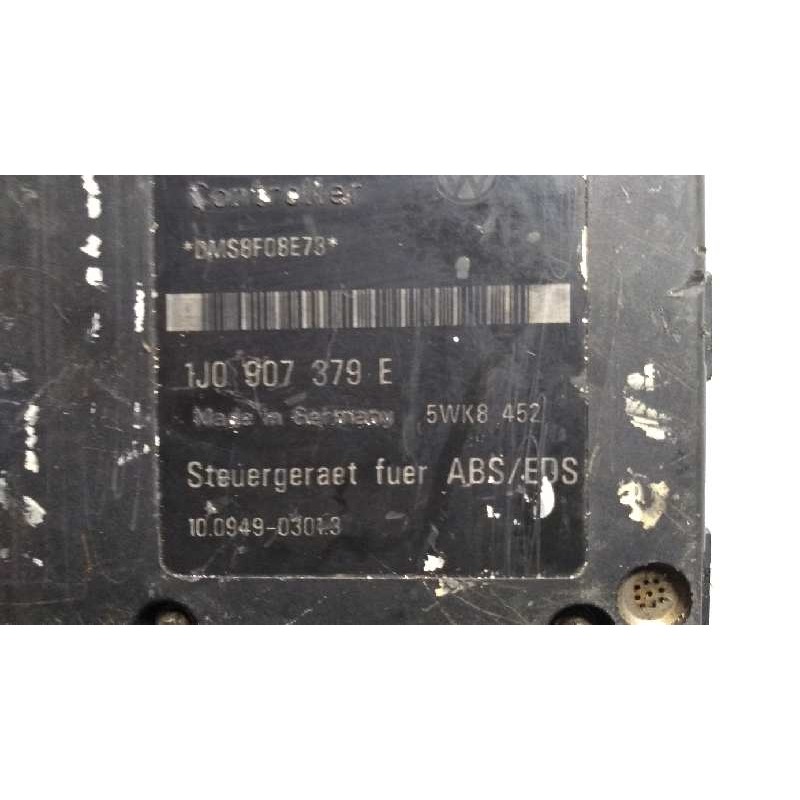 Controller
*DMS8F08E73*
1J0 907 379 E
Made in Germany 5WK8 452
Steuergeraet fuer ABS/EDS
10.0949-0301.3